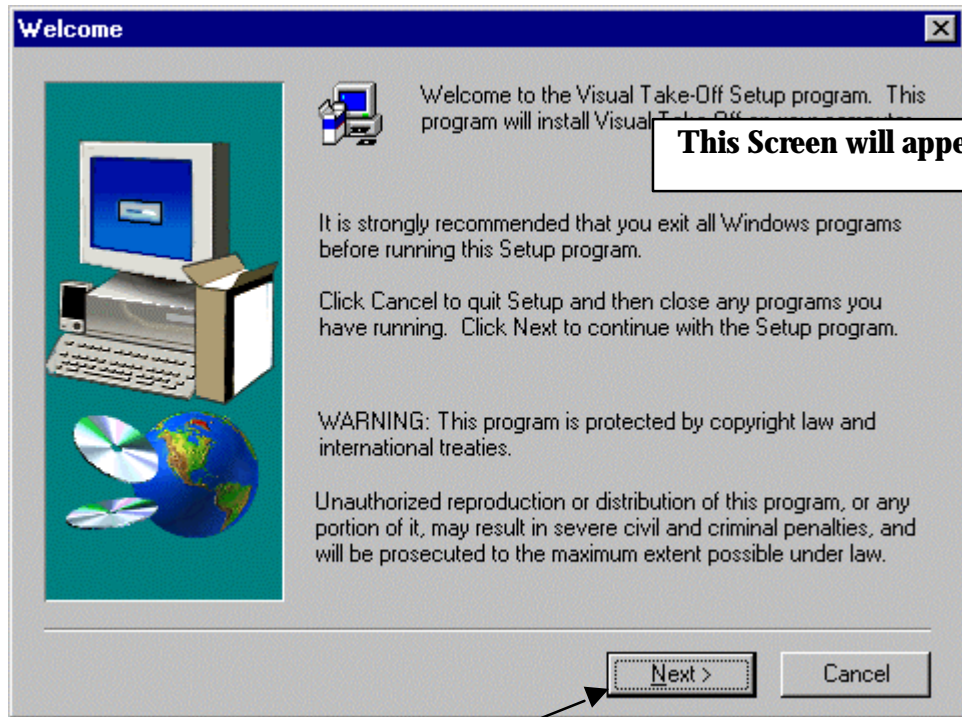 Welcome
Welcome to the Visual Take-Off Setup program. This
program will install Visual
This Screen will appe
It is strongly recommended that you exit all Windows programs
before running this Setup program.
Click Cancel to quit Setup and then close any programs you
have running. Click Next to continue with the Setup program.
WARNING: This program is protected by copyright law and
international treaties.
Unauthorized reproduction or distribution of this program, or any
portion of it, may result in severe civil and criminal penalties, and
will be prosecuted to the maximum extent possible under law.
Next >
Cancel